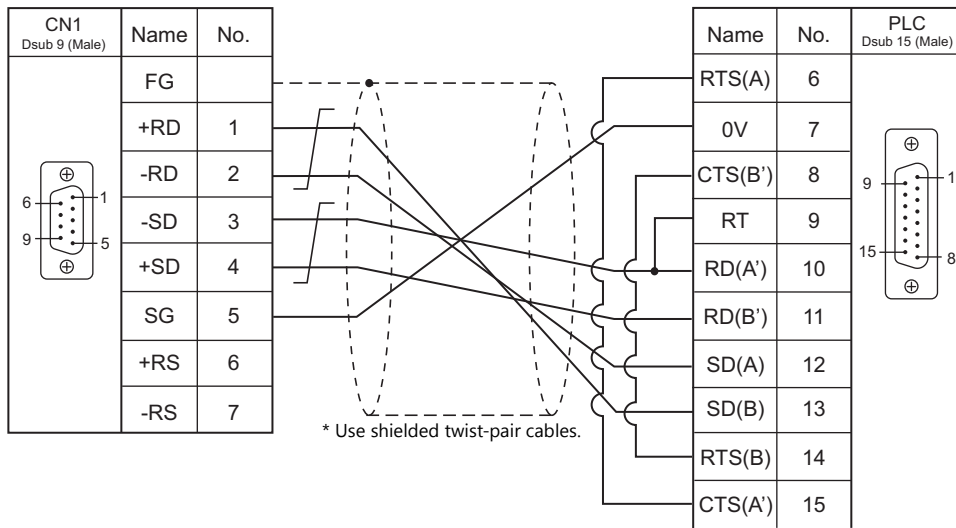 CN1
Dsub 9 (Male)
Name
No.
FG
+RD
1
-RD
2
-SD
3
+SD
4
SG
5
+RS
6
-RS
7
6
1
9
5
* Use shielded twist-pair cables.
Name
No.
PLC
Dsub 15 (Male)
RTS(A)
6
0V
7
CTS(B’)
8
RT
9
RD(A’)
10
RD(B’)
11
SD(A)
12
SD(B)
13
RTS(B)
14
CTS(A’)
15
9
1
15
8